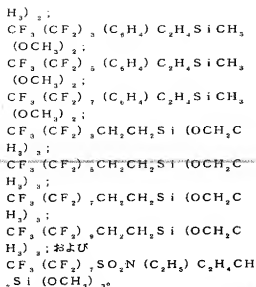 H₃)₂;
CF₃(CF₂)₃(C₆H₄)C₂H₄SiCH₃
(OCH₃)₂;
CF₃(CF₂)₅(C₆H₄)C₂H₄SiCH₃
(OCH₃)₂;
CF₃(CF₂)₇(C₆H₄)C₂H₄SiCH₃
(OCH₃)₂;
CF₃(CF₂)₃CH₂CH₂Si(OCH₂C
H₃)₃;
CF₃(CF₂)₅CH₂CH₂Si(OCH₂C
H₃)₃;
CF₃(CF₂)₇CH₂CH₂Si(OCH₂C
H₃)₃;
CF₃(CF₂)₉CH₂CH₂Si(OCH₂C
H₃)₃;および
CF₃(CF₂)₇SO₂N(C₂H₅)C₂H₄CH
₂Si(OCH₃)₃。